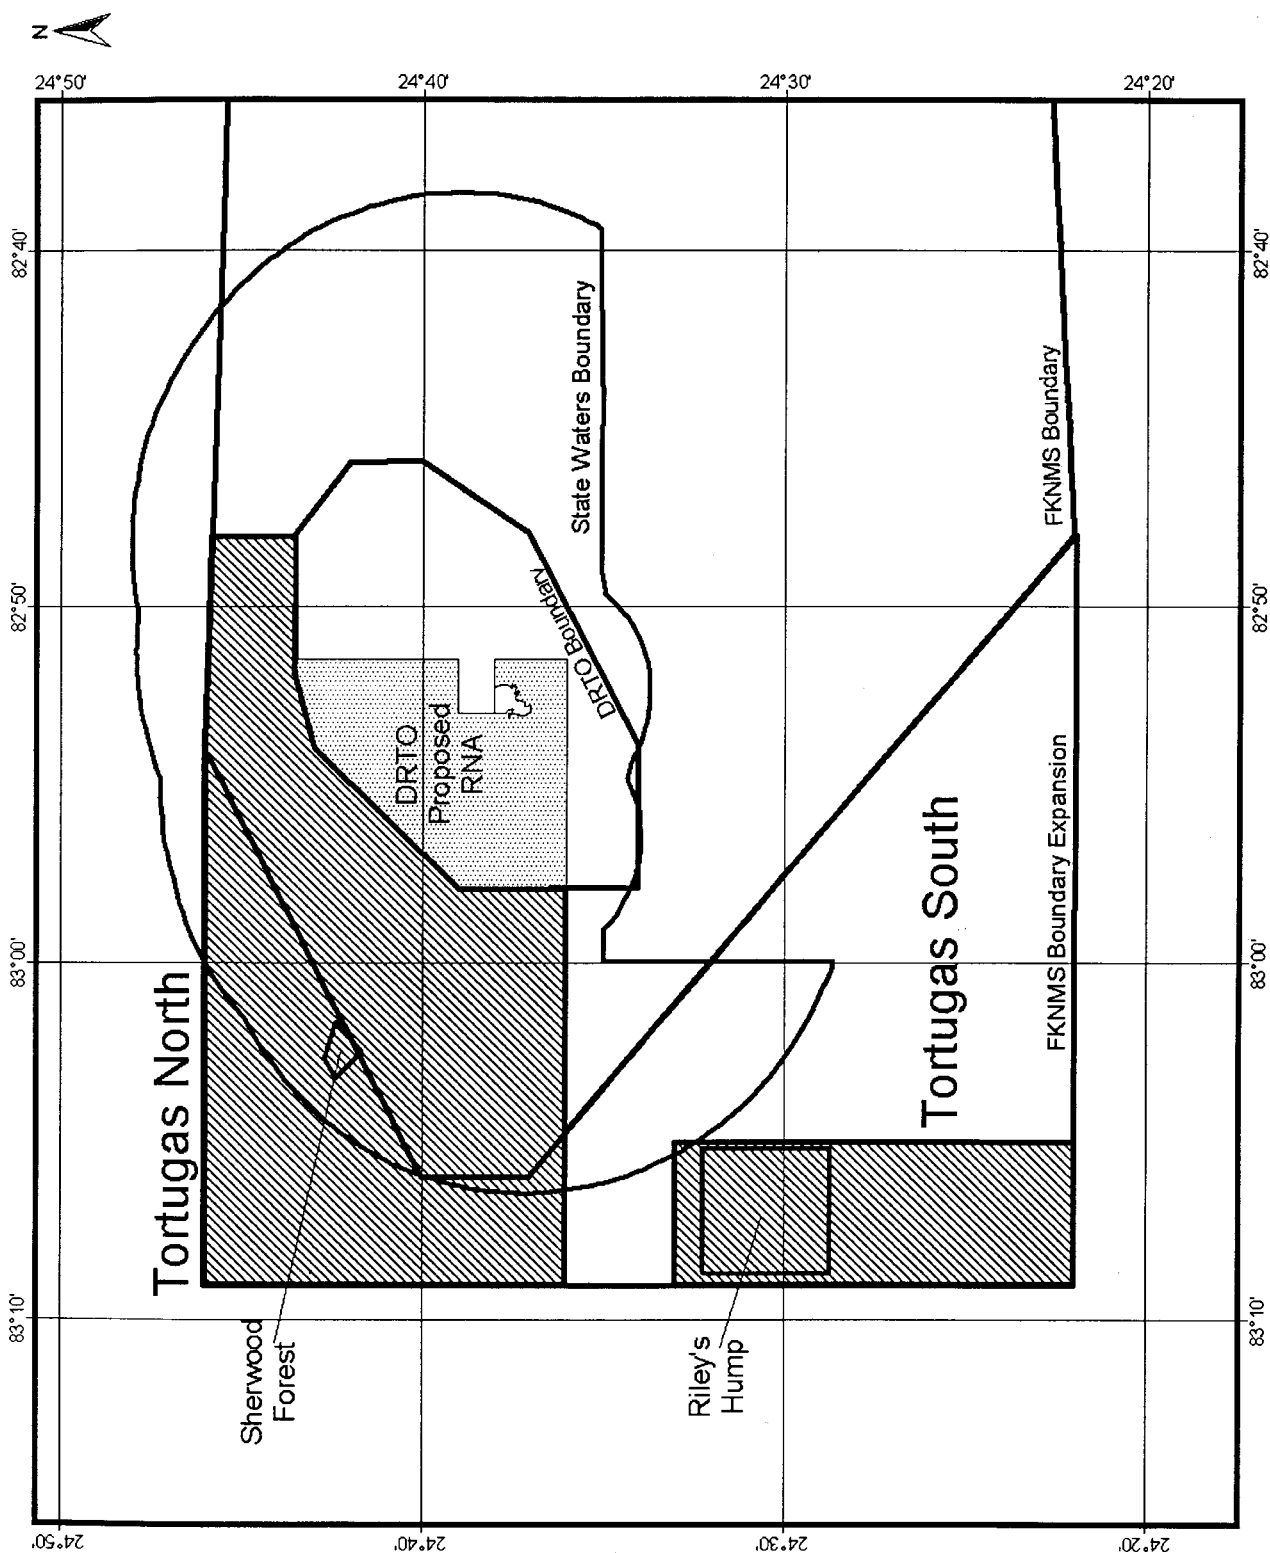 N
83°10'
83°00'
82°50'
82°40'
24°50'
24°50'
Tortugas North
Sherwood
Forest
24°40'
24°40'
DRTO
Proposed
RNA
State Waters Boundary
DRTO Boundary
Riley's
Hump
24°30'
24°30'
Tortugas South
FKNMS Boundary
FKNMS Boundary Expansion
24°20'
24°20'
83°10'
83°00'
82°50'
82°40'